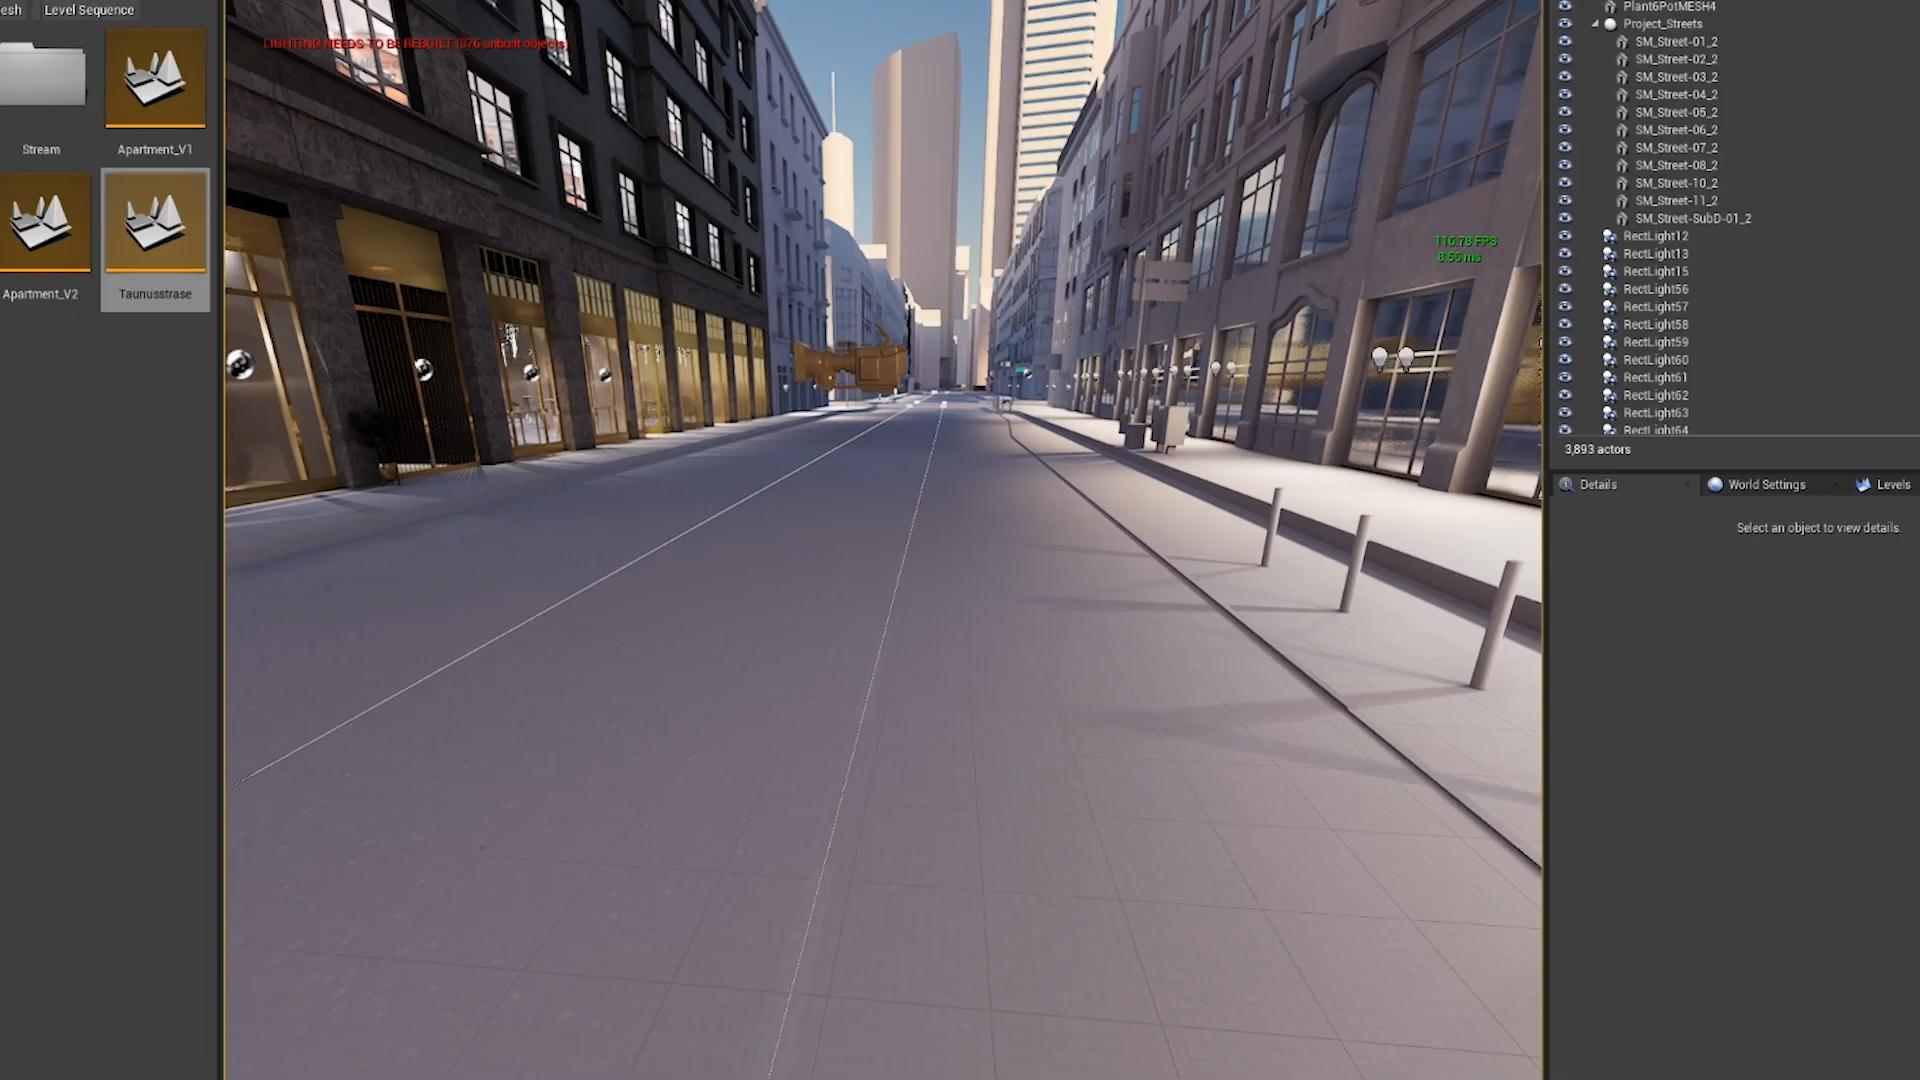 esh
Level Sequence
Stream
Apartment_V1
Apartment_V2
Taunusstrase
LIGHTING NEEDS TO BE REBUILT (376 unbuilt objects)
116.78 FPS
8.56 ms
Plant6PotMESH4
Project_Streets
SM_Street-01_2
SM_Street-02_2
SM_Street-03_2
SM_Street-04_2
SM_Street-05_2
SM_Street-06_2
SM_Street-07_2
SM_Street-08_2
SM_Street-10_2
SM_Street-11_2
SM_Street-SubD-01_2
RectLight12
RectLight13
RectLight15
RectLight56
RectLight57
RectLight58
RectLight59
RectLight60
RectLight61
RectLight62
RectLight63
RectLight64
3,893 actors
Details
World Settings
Levels
Select an object to view details.